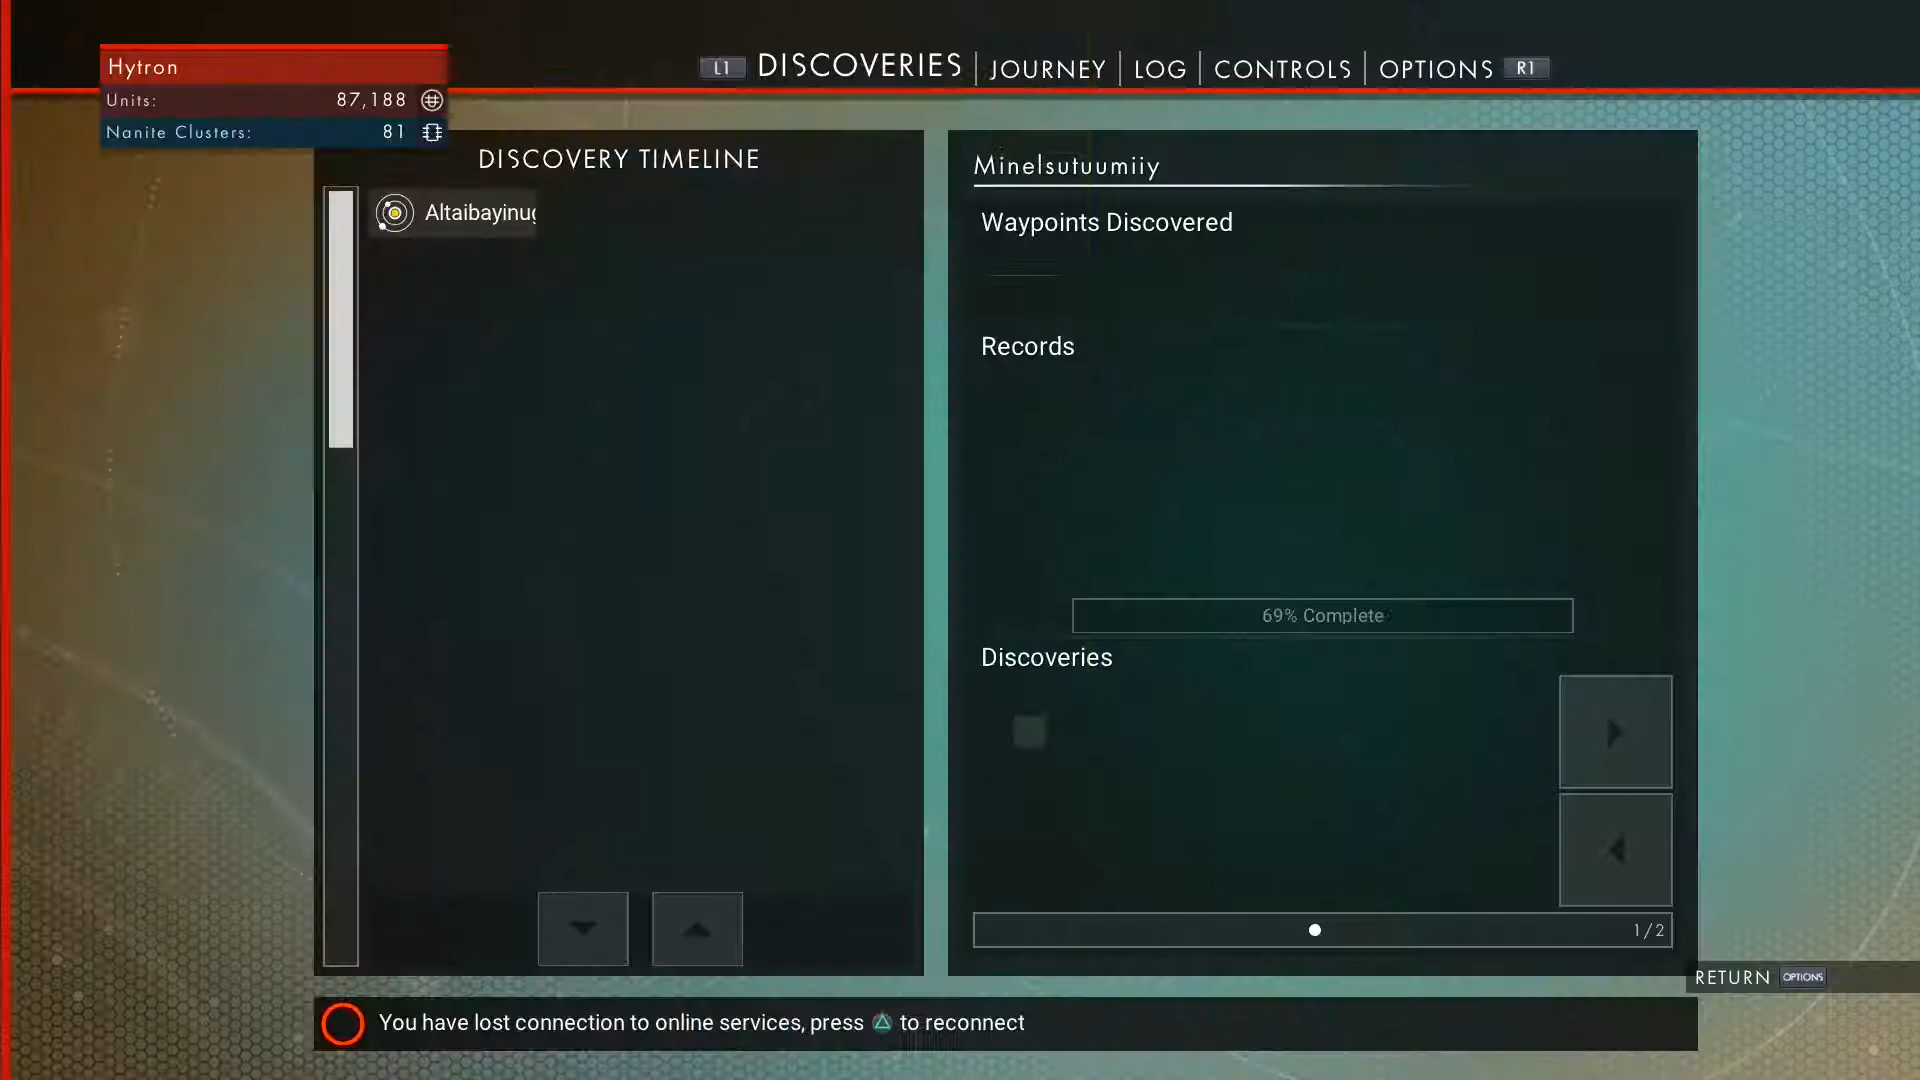 Hytron
Units: 87,188
Nanite Clusters: 81
L1 DISCOVERIES JOURNEY LOG CONTROLS OPTIONS R1
DISCOVERY TIMELINE
Altaibayinug
Minelsutuumiiy
Waypoints Discovered
Records
69% Complete
Discoveries
1/2
RETURN OPTIONS
You have lost connection to online services, press to reconnect